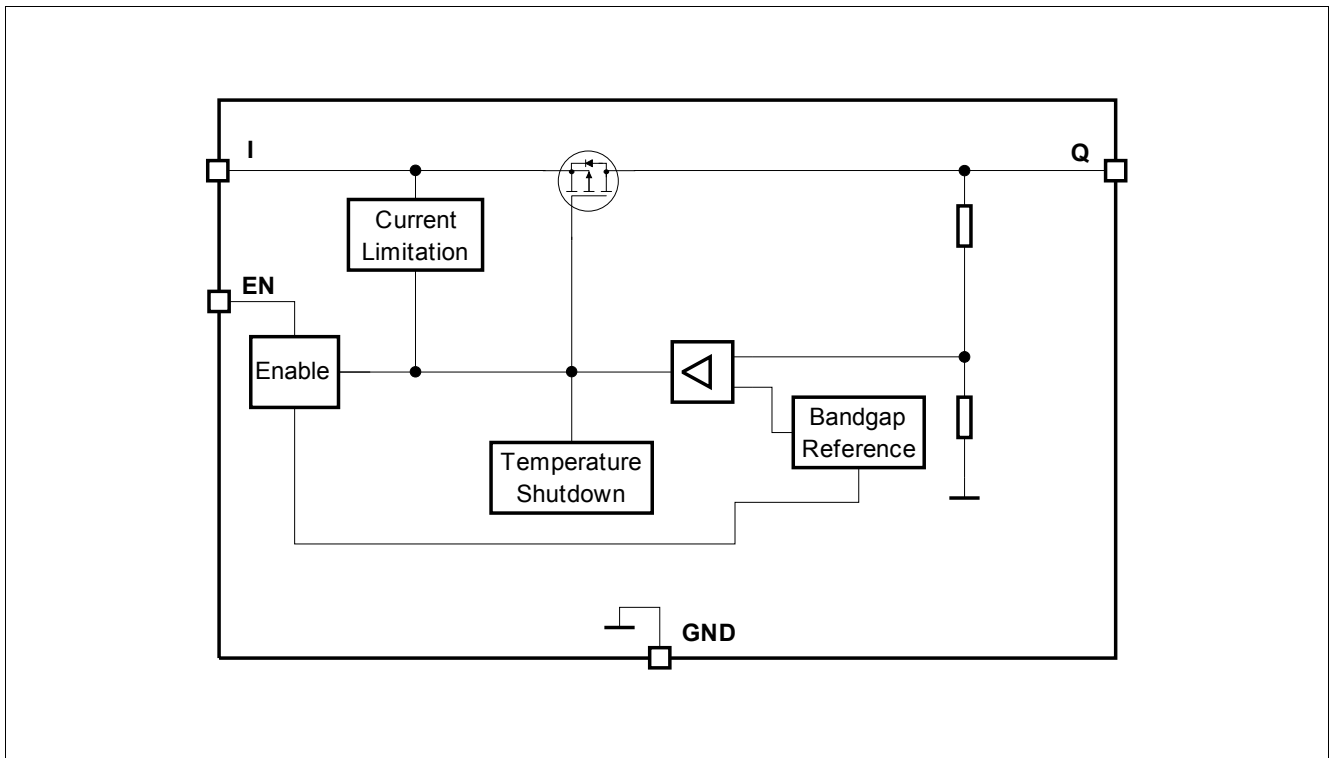 I
Q
Current
Limitation
EN
Enable
Bandgap
Reference
Temperature
Shutdown
GND